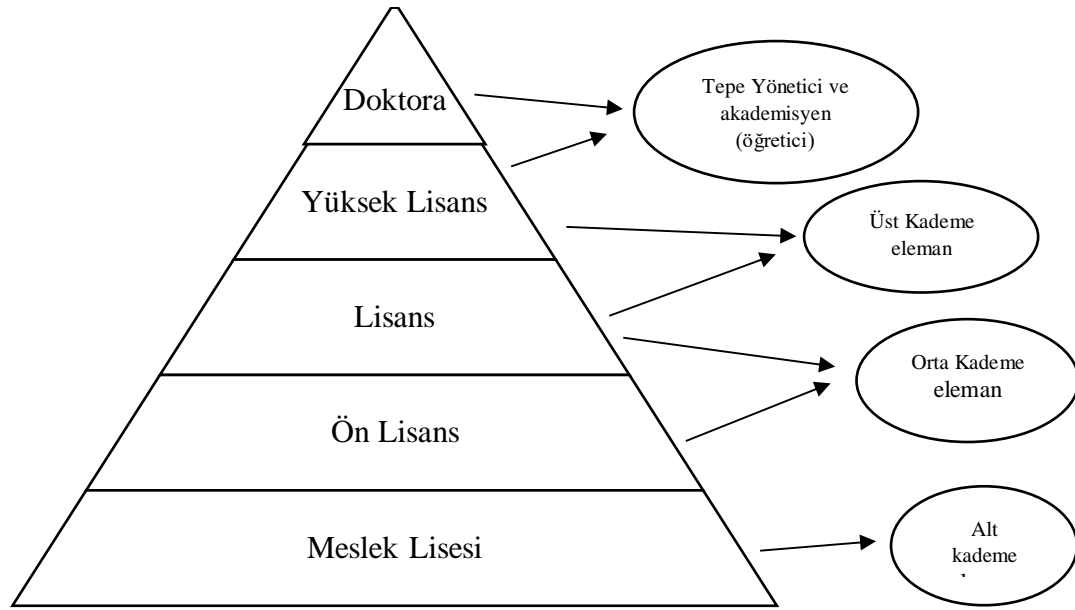 Doktora
Tepe Yönetici ve
akademisyen
(öğretici)
Yüksek Lisans
Üst Kademe
eleman
Lisans
Orta Kademe
eleman
Ön Lisans
Meslek Lisesi
Alt
kademe